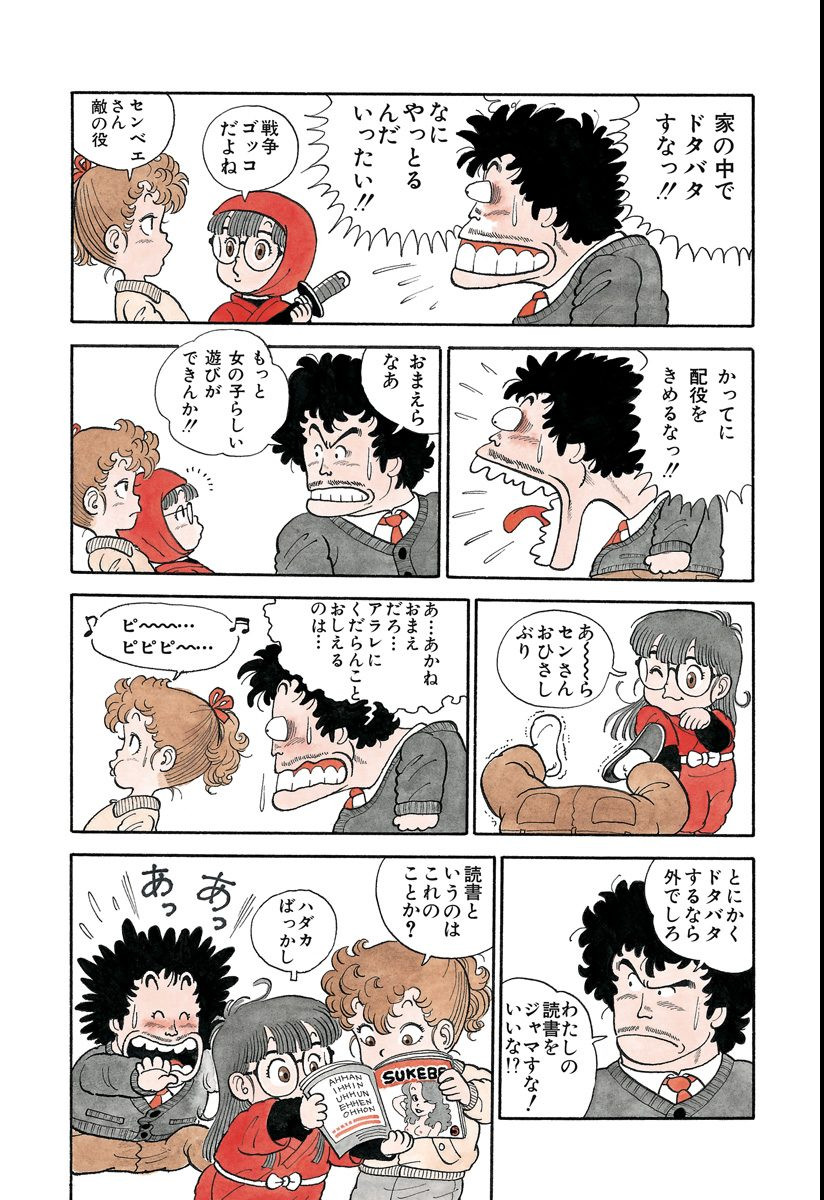 家の中で
ドタバタ
すなっ!!
なに
やっとる
んだ
いったい!!
戦争
ゴッコ
だよね
センベエ
さん
敵の役
かってに
配役を
きめるなっ!!
おまえら
なあ
もっと
女の子らしい
遊びが
できんか!!
あ〜〜〜ら
センさん
おひさし
ぶり
あ…あかね
おまえ
だろ…
アラレに
くだらんこと
おしえる
のは…
ピ〜〜〜…
ピピピ〜〜…
とにかく
ドタバタ
するなら
外でしろ
わたしの
読書を
ジャマすな!
いいな!?
読書と
いうのは
これの
ことか?
ハダカ
ばっかし
あっ
あっ
AHHAN
IHHIN
UHHUN
EHHEN
OHHON
SUKEBE